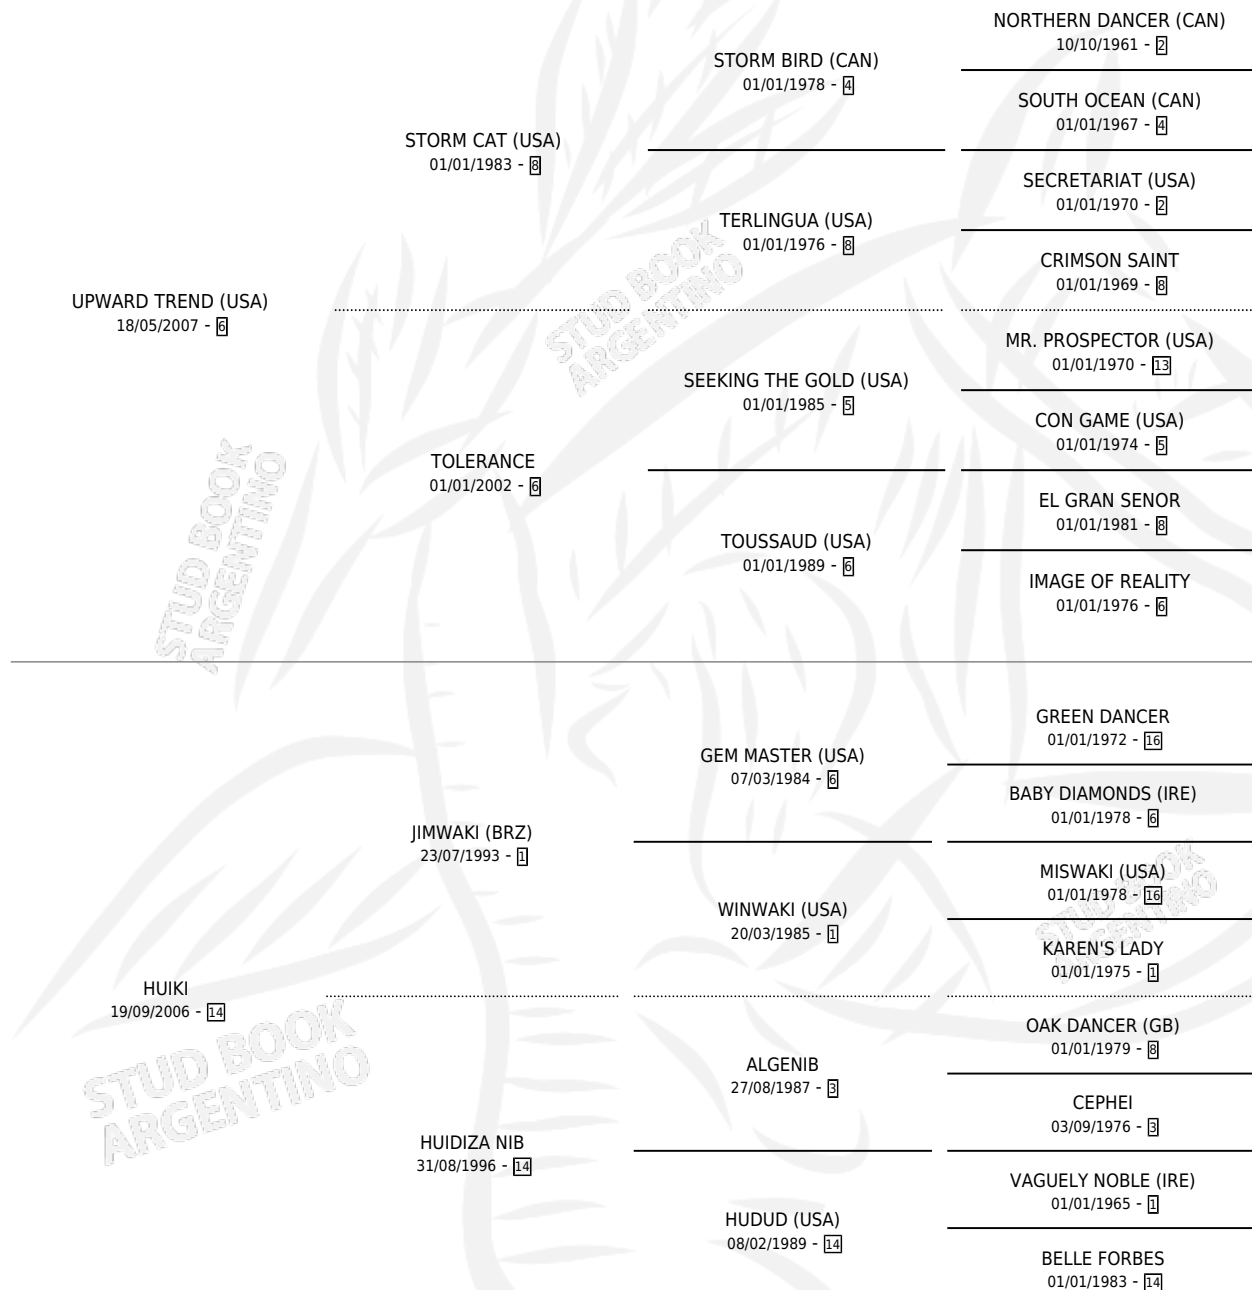 NORTHERN DANCER (CAN)
10/10/1961 - 2
STORM BIRD (CAN)
01/01/1978 - 4
SOUTH OCEAN (CAN)
01/01/1967 - 4
STORM CAT (USA)
01/01/1983 - 8
SECRETARIAT (USA)
01/01/1970 - 2
TERLINGUA (USA)
01/01/1976 - 8
CRIMSON SAINT
01/01/1969 - 8
UPWARD TREND (USA)
18/05/2007 - 6
STUD BOOK
ARGENTINO
MR. PROSPECTOR (USA)
01/01/1970 - 13
SEEKING THE GOLD (USA)
01/01/1985 - 5
CON GAME (USA)
01/01/1974 - 5
TOLERANCE
01/01/2002 - 6
EL GRAN SENOR
01/01/1981 - 8
TOUSSAUD (USA)
01/01/1989 - 6
IMAGE OF REALITY
01/01/1976 - 6
STUD BOOK
ARGENTINO
GREEN DANCER
01/01/1972 - 16
GEM MASTER (USA)
07/03/1984 - 6
BABY DIAMONDS (IRE)
01/01/1978 - 6
JIMWAKI (BRZ)
23/07/1993 - 1
MISWAKI (USA)
01/01/1978 - 16
WINWAKI (USA)
20/03/1985 - 1
KAREN'S LADY
01/01/1975 - 1
STUD BOOK
ARGENTINO
HUIKI
19/09/2006 - 14
OAK DANCER (GB)
01/01/1979 - 8
ALGENIB
27/08/1987 - 3
CEPHEI
03/09/1976 - 3
STUD BOOK
ARGENTINO
HUIDIZA NIB
31/08/1996 - 14
VAGUELY NOBLE (IRE)
01/01/1965 - 1
HUDUD (USA)
08/02/1989 - 14
BELLE FORBES
01/01/1983 - 14